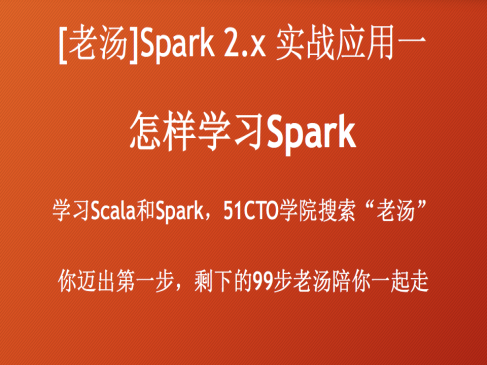 [老汤]Spark 2.x 实战应用一
怎样学习Spark
学习Scala和Spark，51CTO学院搜索“老汤”
你迈出第一步，剩下的99步老汤陪你一起走